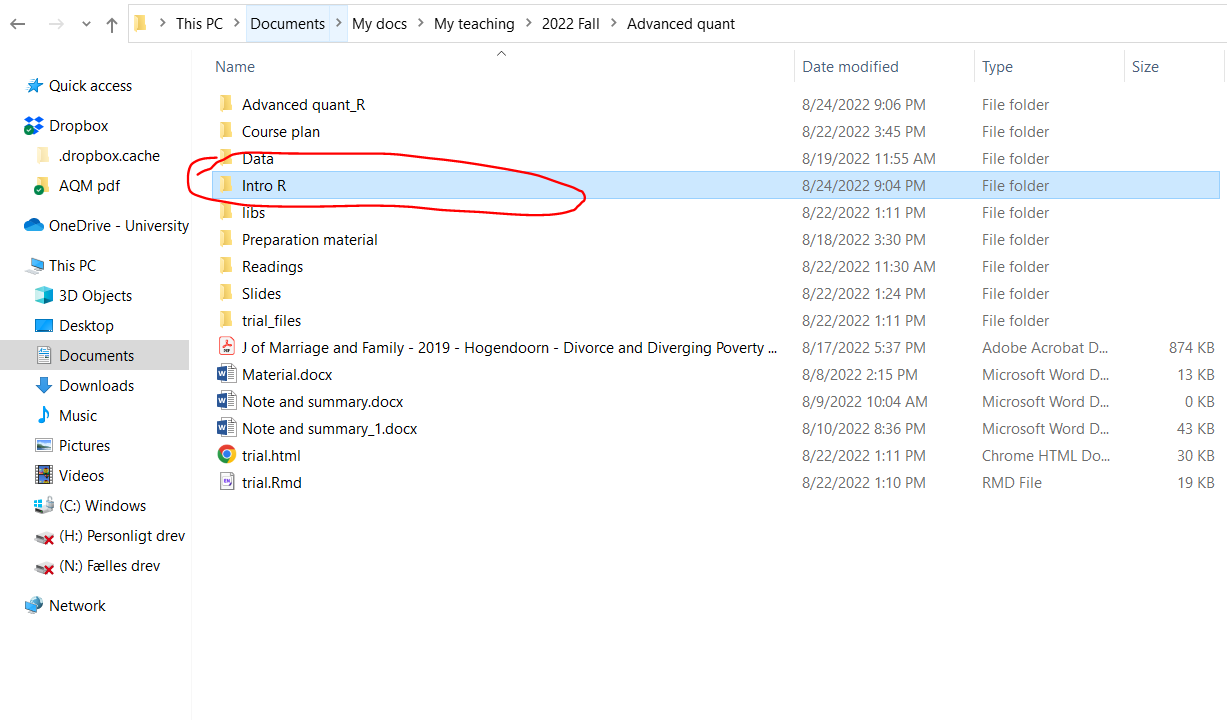 This PC > Documents > My docs > My teaching > 2022 Fall > Advanced quant
Name Date modified Type Size
Quick access
Dropbox
.dropbox.cache
AQM pdf
OneDrive - University
This PC
3D Objects
Desktop
Documents
Downloads
Music
Pictures
Videos
(C:) Windows
(H:) Personligt drev
(N:) Fælles drev
Network
Advanced quant_R 8/24/2022 9:06 PM File folder
Course plan 8/22/2022 3:45 PM File folder
Data 8/19/2022 11:55 AM File folder
Intro R 8/24/2022 9:04 PM File folder
libs 8/22/2022 1:11 PM File folder
Preparation material 8/18/2022 3:30 PM File folder
Readings 8/22/2022 11:30 AM File folder
Slides 8/22/2022 1:24 PM File folder
trial_files 8/22/2022 1:11 PM File folder
J of Marriage and Family - 2019 - Hogendoorn - Divorce and Diverging Poverty ... 8/17/2022 5:37 PM Adobe Acrobat D... 874 KB
Material.docx 8/8/2022 2:15 PM Microsoft Word D... 13 KB
Note and summary.docx 8/9/2022 10:04 AM Microsoft Word D... 0 KB
Note and summary_1.docx 8/10/2022 8:36 PM Microsoft Word D... 43 KB
trial.html 8/22/2022 1:11 PM Chrome HTML Do... 30 KB
trial.Rmd 8/22/2022 1:10 PM RMD File 19 KB